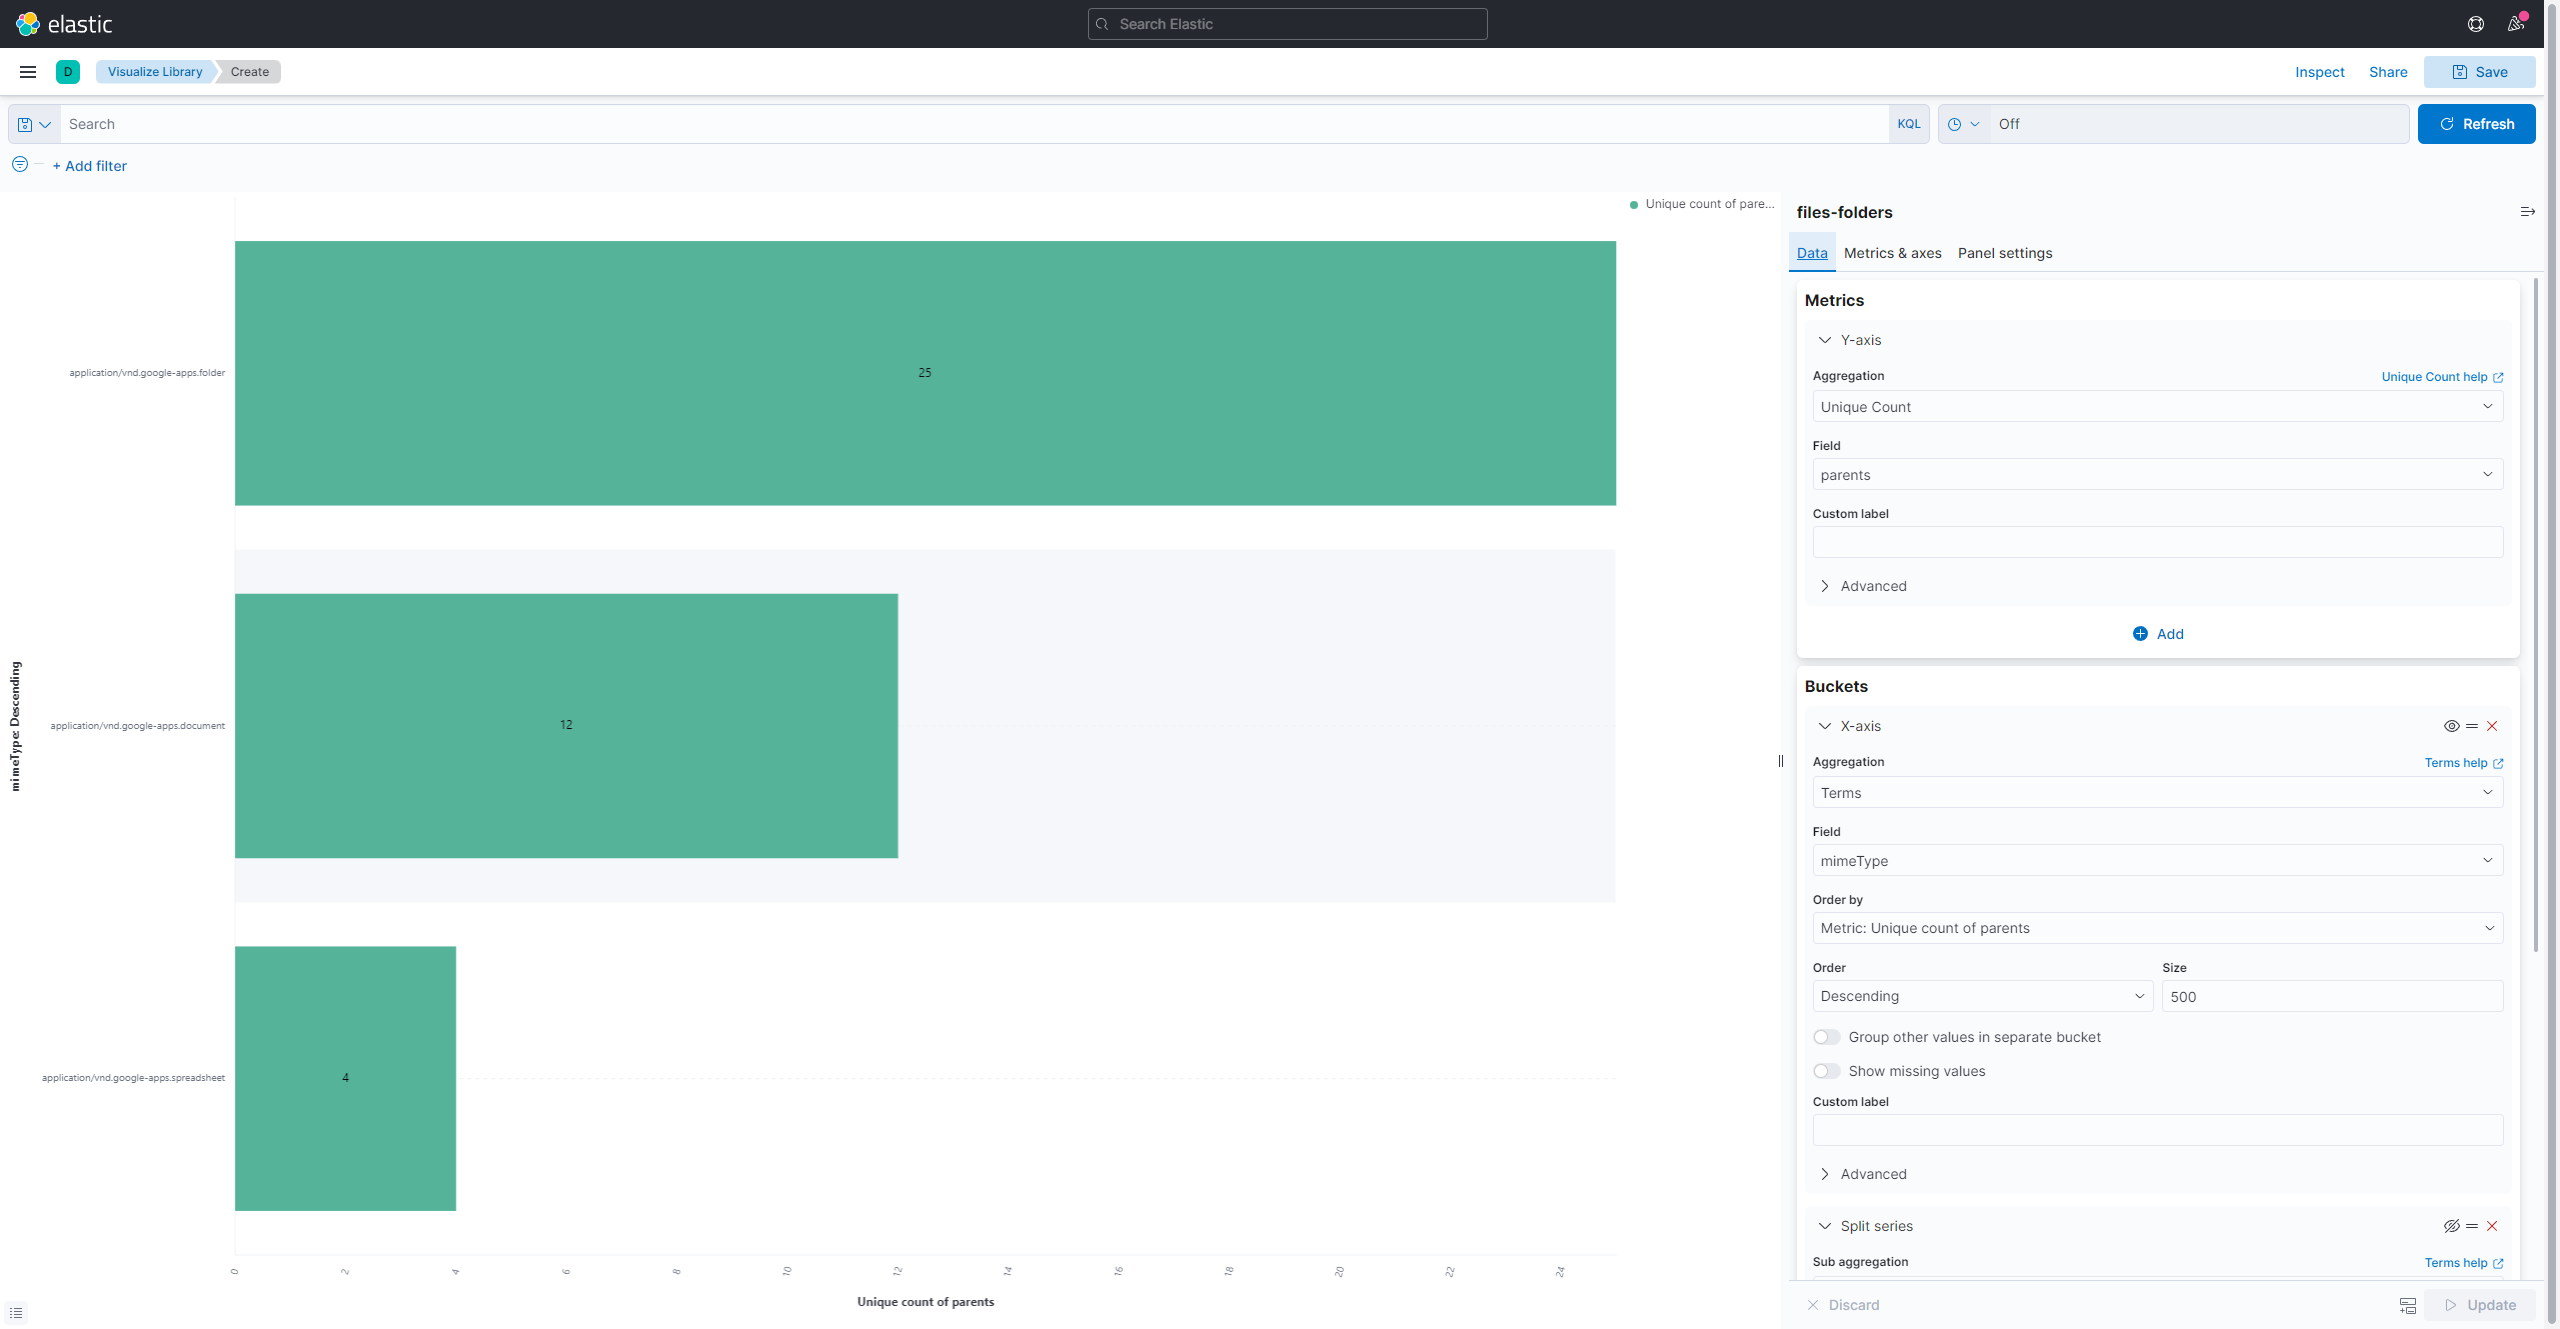 elastic
Search Elastic
D
Visualize Library
Create
Inspect
Share
Save
Search
KQL
Off
Refresh
+ Add filter
Unique count of pare...
application/vnd.google-apps.folder
25
application/vnd.google-apps.document
12
application/vnd.google-apps.spreadsheet
4
mimeType: Descending
0 2 4 6 8 10 12 14 16 18 20 22 24
Unique count of parents
files-folders
Data
Metrics & axes
Panel settings
Metrics
Y-axis
Aggregation
Unique Count help
Unique Count
Field
parents
Custom label
Advanced
Add
Buckets
X-axis
Aggregation
Terms help
Terms
Field
mimeType
Order by
Metric: Unique count of parents
Order
Size
Descending
500
Group other values in separate bucket
Show missing values
Custom label
Advanced
Split series
Sub aggregation
Terms help
Discard
Update